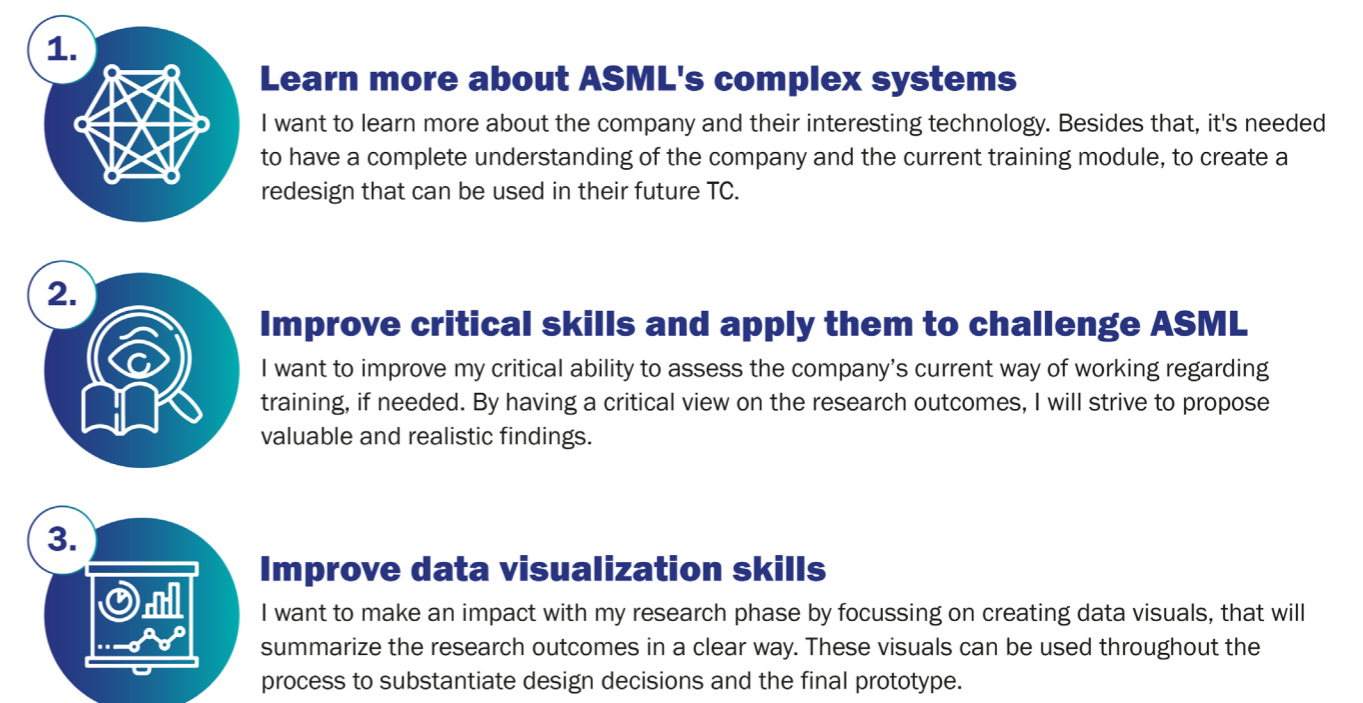 1.
Learn more about ASML's complex systems
I want to learn more about the company and their interesting technology. Besides that, it's needed
to have a complete understanding of the company and the current training module, to create a
redesign that can be used in their future TC.
2.
Improve critical skills and apply them to challenge ASML
I want to improve my critical ability to assess the company’s current way of working regarding
training, if needed. By having a critical view on the research outcomes, I will strive to propose
valuable and realistic findings.
3.
Improve data visualization skills
I want to make an impact with my research phase by focussing on creating data visuals, that will
summarize the research outcomes in a clear way. These visuals can be used throughout the
process to substantiate design decisions and the final prototype.